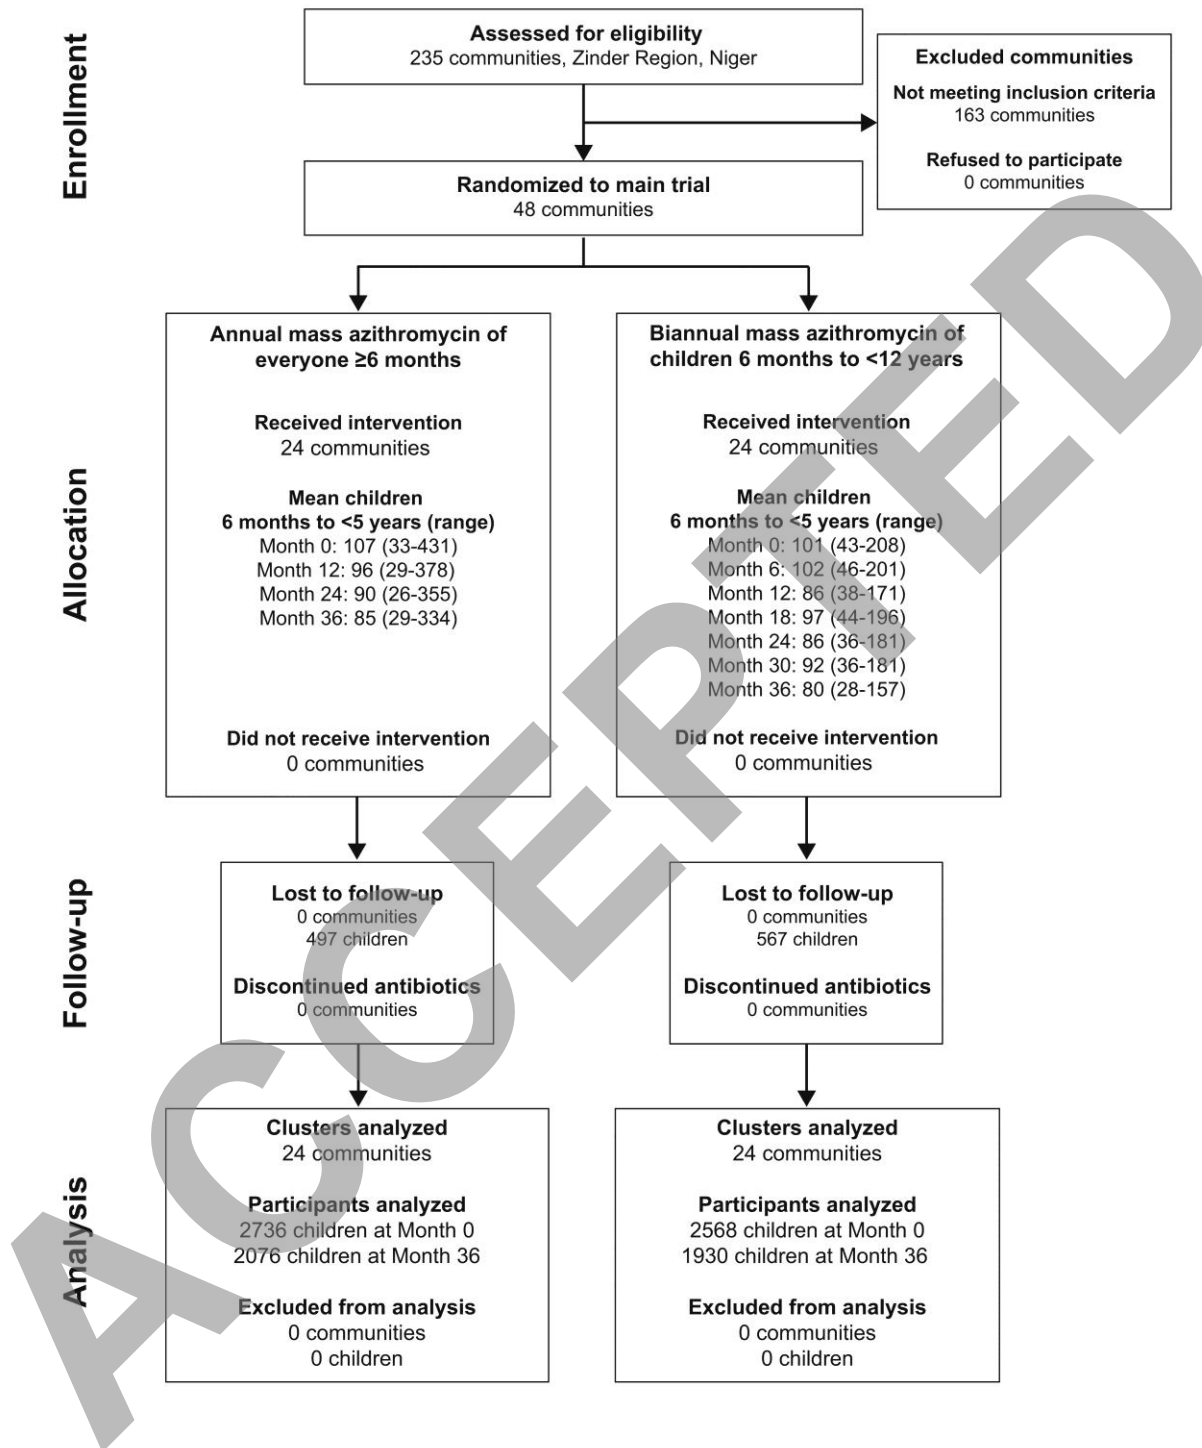 Enrollment
Assessed for eligibility
235 communities, Zinder Region, Niger
Excluded communities
Not meeting inclusion criteria
163 communities
Refused to participate
0 communities
Randomized to main trial
48 communities
Allocation
Annual mass azithromycin of
everyone ≥6 months
Received intervention
24 communities
Mean children
6 months to <5 years (range)
Month 0: 107 (33-431)
Month 12: 96 (29-378)
Month 24: 90 (26-355)
Month 36: 85 (29-334)
Did not receive intervention
0 communities
Biannual mass azithromycin of
children 6 months to <12 years
Received intervention
24 communities
Mean children
6 months to <5 years (range)
Month 0: 101 (43-208)
Month 6: 102 (46-201)
Month 12: 86 (38-171)
Month 18: 97 (44-196)
Month 24: 86 (36-181)
Month 30: 92 (36-181)
Month 36: 80 (28-157)
Did not receive intervention
0 communities
Follow-up
Lost to follow-up
0 communities
497 children
Discontinued antibiotics
0 communities
Lost to follow-up
0 communities
567 children
Discontinued antibiotics
0 communities
Analysis
Clusters analyzed
24 communities
Participants analyzed
2736 children at Month 0
2076 children at Month 36
Excluded from analysis
0 communities
0 children
Clusters analyzed
24 communities
Participants analyzed
2568 children at Month 0
1930 children at Month 36
Excluded from analysis
0 communities
0 children
ACCEPTED